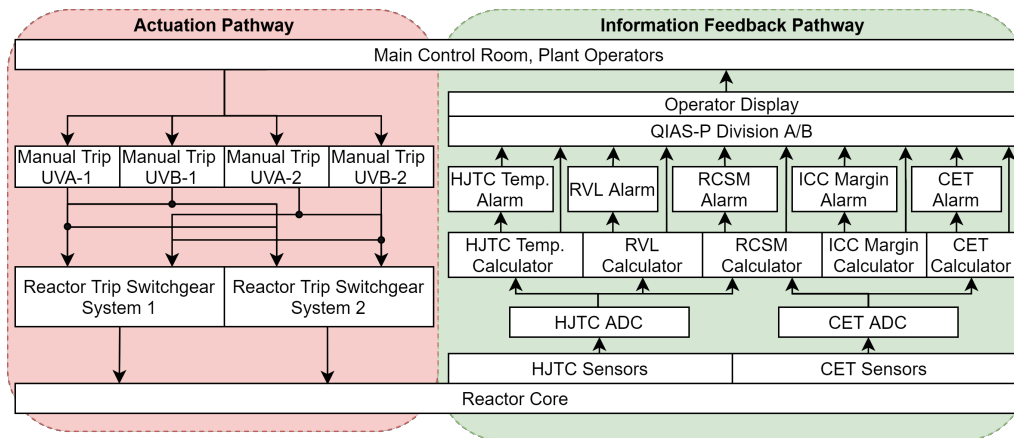 Actuation Pathway
Information Feedback Pathway
Main Control Room, Plant Operators
Operator Display
QIAS-P Division A/B
Manual Trip
UVA-1
Manual Trip
UVB-1
Manual Trip
UVA-2
Manual Trip
UVB-2
HJTC Temp.
Alarm
RVL Alarm
RCSM
Alarm
ICC Margin
Alarm
CET
Alarm
HJTC Temp.
Calculator
RVL
Calculator
RCSM
Calculator
ICC Margin
Calculator
CET
Calculator
Reactor Trip Switchgear
System 1
Reactor Trip Switchgear
System 2
HJTC ADC
CET ADC
HJTC Sensors
CET Sensors
Reactor Core